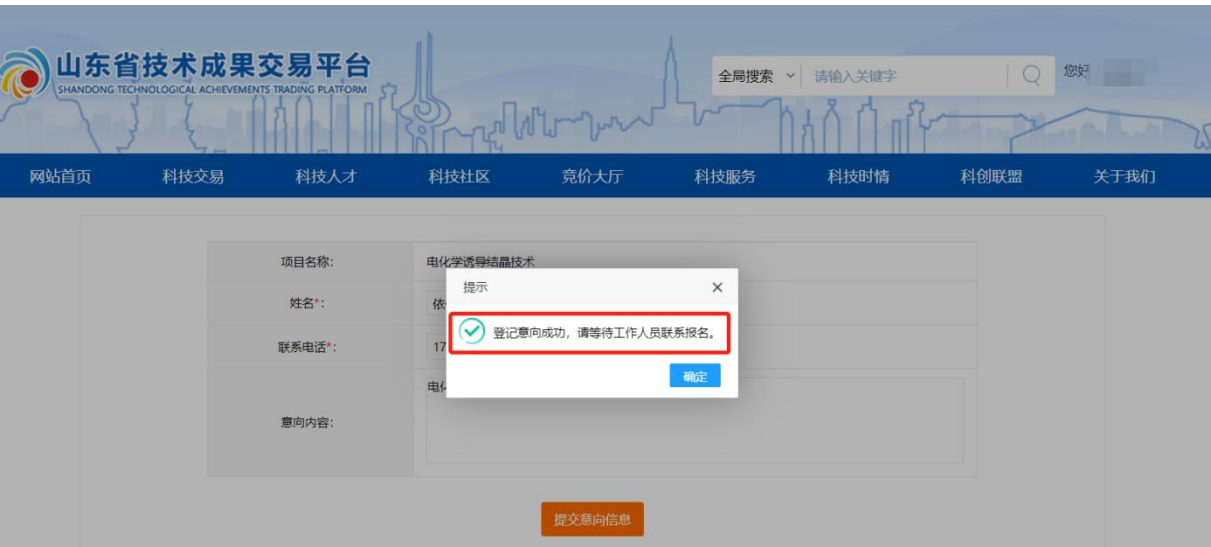 山东省技术成果交易平台
SHANDONG TECHNOLOGICAL ACHIEVEMENTS TRADING PLATFORM
全局搜索 请输入关键字 您好
网站首页 科技交易 科技人才 科技社区 竞价大厅 科技服务 科技时情 科创联盟 关于我们
项目名称: 电化学诱导结晶技术
提示
姓名*: 依
登记意向成功，请等待工作人员联系报名。
联系电话*: 17
确定
电
意向内容:
提交意向信息